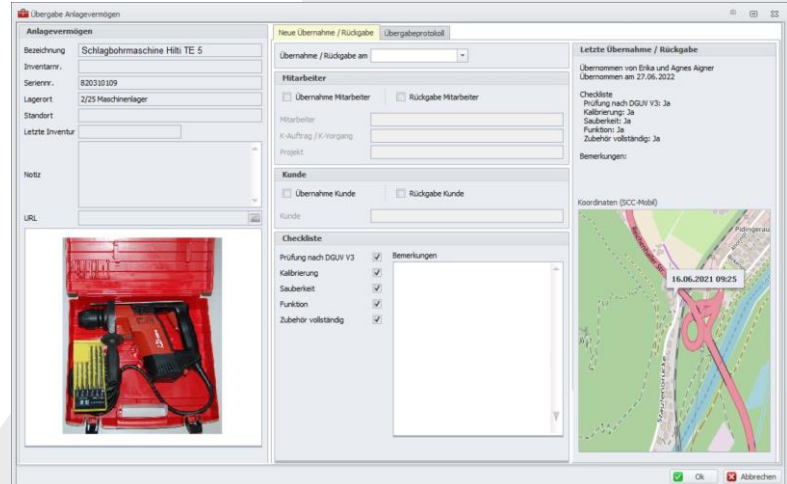 Übergabe Anlagevermögen
Anlagevermögen
Bezeichnung Schlagbohrmaschine Hilti TE 5
Inventarnr.
Seriennr. 820310109
Lagerort 2/25 Maschinenlager
Standort
Letzte Inventur
Notiz
URL
Neue Übernahme / Rückgabe Übergabeprotokoll
Übernahme / Rückgabe am
Mitarbeiter
Übernahme Mitarbeiter Rückgabe Mitarbeiter
Mitarbeiter
K-Auftrag / K-Vorgang
Projekt
Kunde
Übernahme Kunde Rückgabe Kunde
Kunde
Checkliste
Prüfung nach DGUV V3 Bemerkungen
Kalibrierung
Sauberkeit
Funktion
Zubehör vollständig
Letzte Übernahme / Rückgabe
Übernommen von Erika und Agnes Aigner
Übernommen am 27.06.2022
Checkliste
Prüfung nach DGUV V3: Ja
Kalibrierung: Ja
Sauberkeit: Ja
Funktion: Ja
Zubehör vollständig: Ja
Bemerkungen:
Koordinaten (SCC-Mobil)
Pidingerau
16.06.2021 09:25
Ok Abbrechen